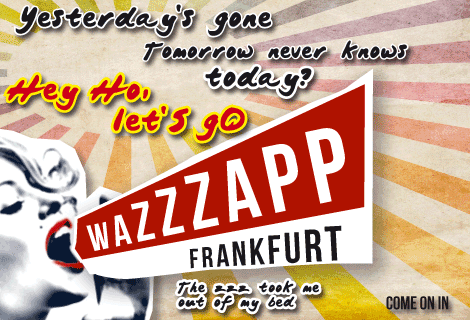 Yesterday's gone
Tomorrow never knows
today?
Hey Ho,
let's go
WAZZZAPP
FRANKFURT
The zzz took me
out of my bed
COME ON IN